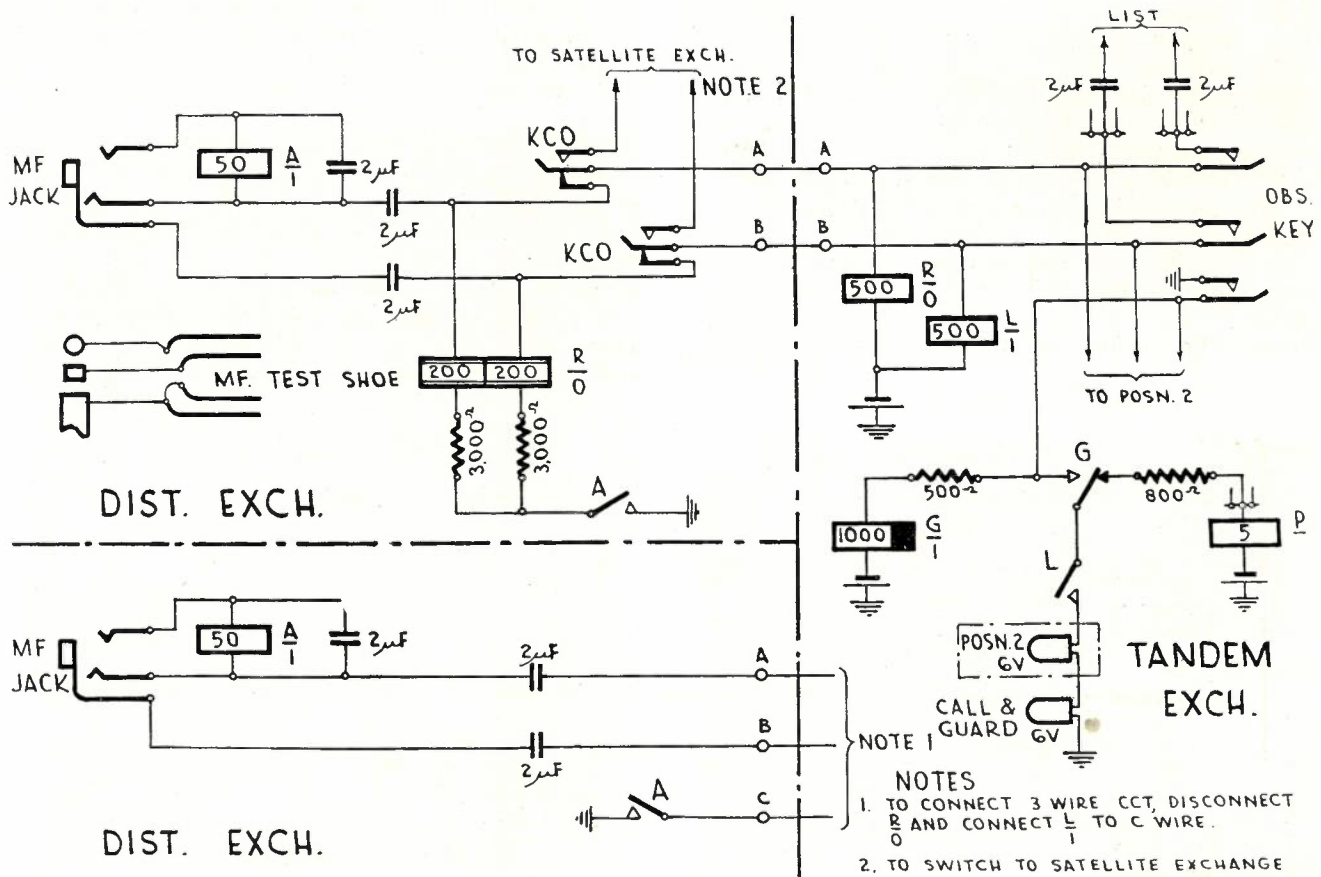 LIST
TO SATELLITE EXCH.
NOTE 2
2µF 2µF
KCO
A A A
50 1
2µF
MF
JACK
2µF
OBS.
KEY
B B
KCO
2µF
R
500 0
L
500 1
MF. TEST SHOE
200 200 R
0
TO POSN. 2
3,000Ω 3,000Ω
G
500Ω 800Ω
A
DIST. EXCH.
1000 G
1
5 P
L
A
50 1
2µF
MF
JACK
2µF
A
POSN. 2
6V
TANDEM
EXCH.
CALL &
GUARD
6V
B
NOTE 1
2µF
A C
DIST. EXCH.
NOTES
1. TO CONNECT 3 WIRE CCT, DISCONNECT
R/0 AND CONNECT L/1 TO C WIRE.
2. TO SWITCH TO SATELLITE EXCHANGE